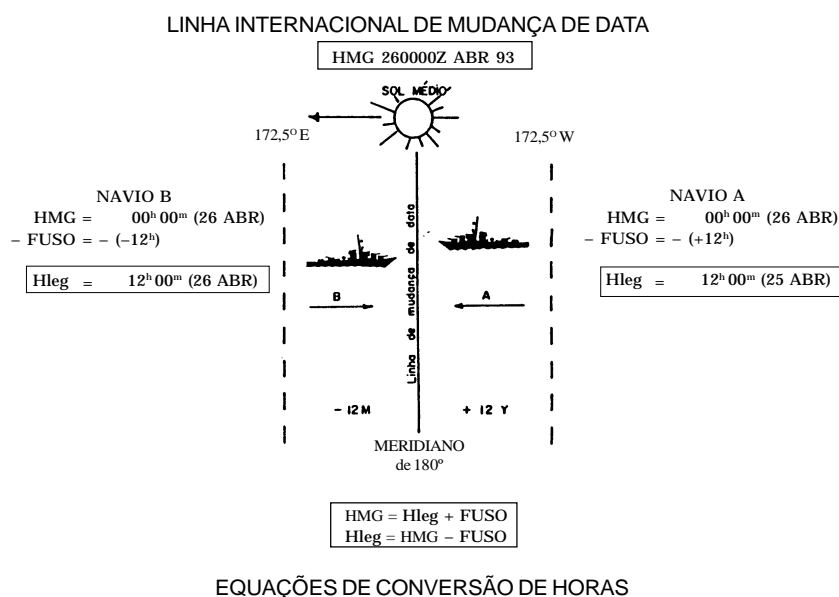 LINHA INTERNACIONAL DE MUDANÇA DE DATA
HMG 260000Z ABR 93
SOL MÉDIO
172,5º E
172,5º W
NAVIO B
HMG = 00ʰ 00ᵐ (26 ABR)
– FUSO = – (–12ʰ)
Hleg = 12ʰ 00ᵐ (26 ABR)
NAVIO A
HMG = 00ʰ 00ᵐ (26 ABR)
– FUSO = – (+12ʰ)
Hleg = 12ʰ 00ᵐ (25 ABR)
Linha de mudança de data
B
A
– 12 M
+ 12 Y
MERIDIANO
de 180º
HMG = Hleg + FUSO
Hleg = HMG – FUSO
EQUAÇÕES DE CONVERSÃO DE HORAS